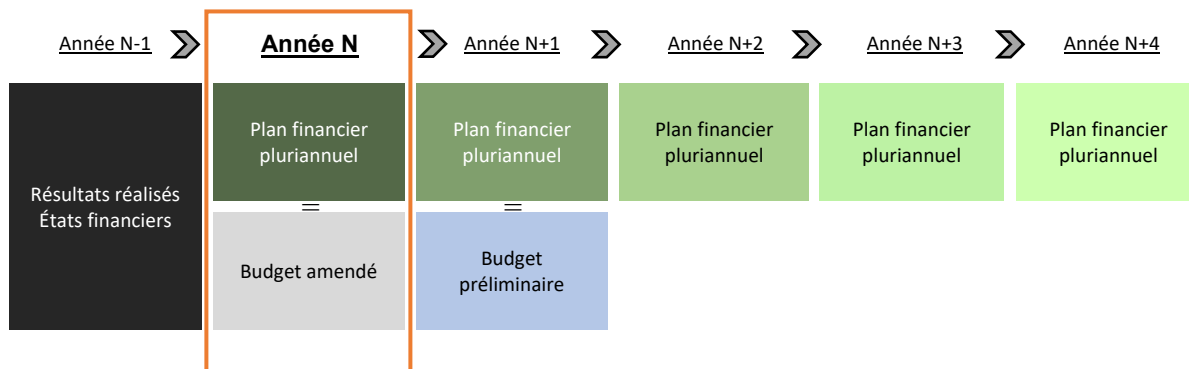 Année N-1
Année N
Année N+1
Année N+2
Année N+3
Année N+4
Résultats réalisés
États financiers
Plan financier
pluriannuel
=
Budget amendé
Plan financier
pluriannuel
=
Budget
préliminaire
Plan financier
pluriannuel
Plan financier
pluriannuel
Plan financier
pluriannuel